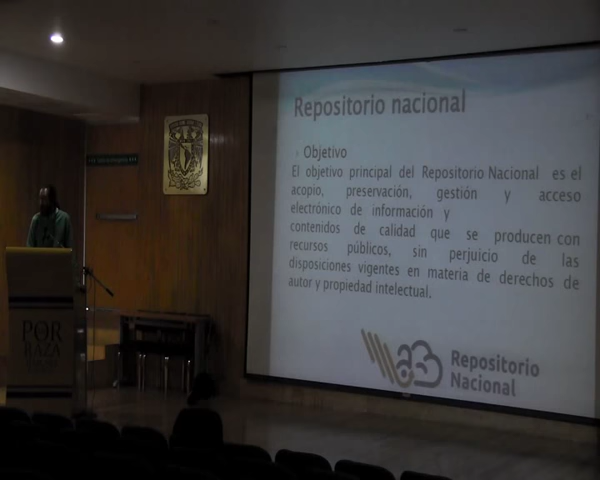 Repositorio nacional
Objetivo
El objetivo principal del Repositorio Nacional es el
acopio, preservación, gestión y acceso
electrónico de información y
contenidos de calidad que se producen con
recursos públicos, sin perjuicio de las
disposiciones vigentes en materia de derechos de
autor y propiedad intelectual.
Repositorio
Nacional
POR
RAZA